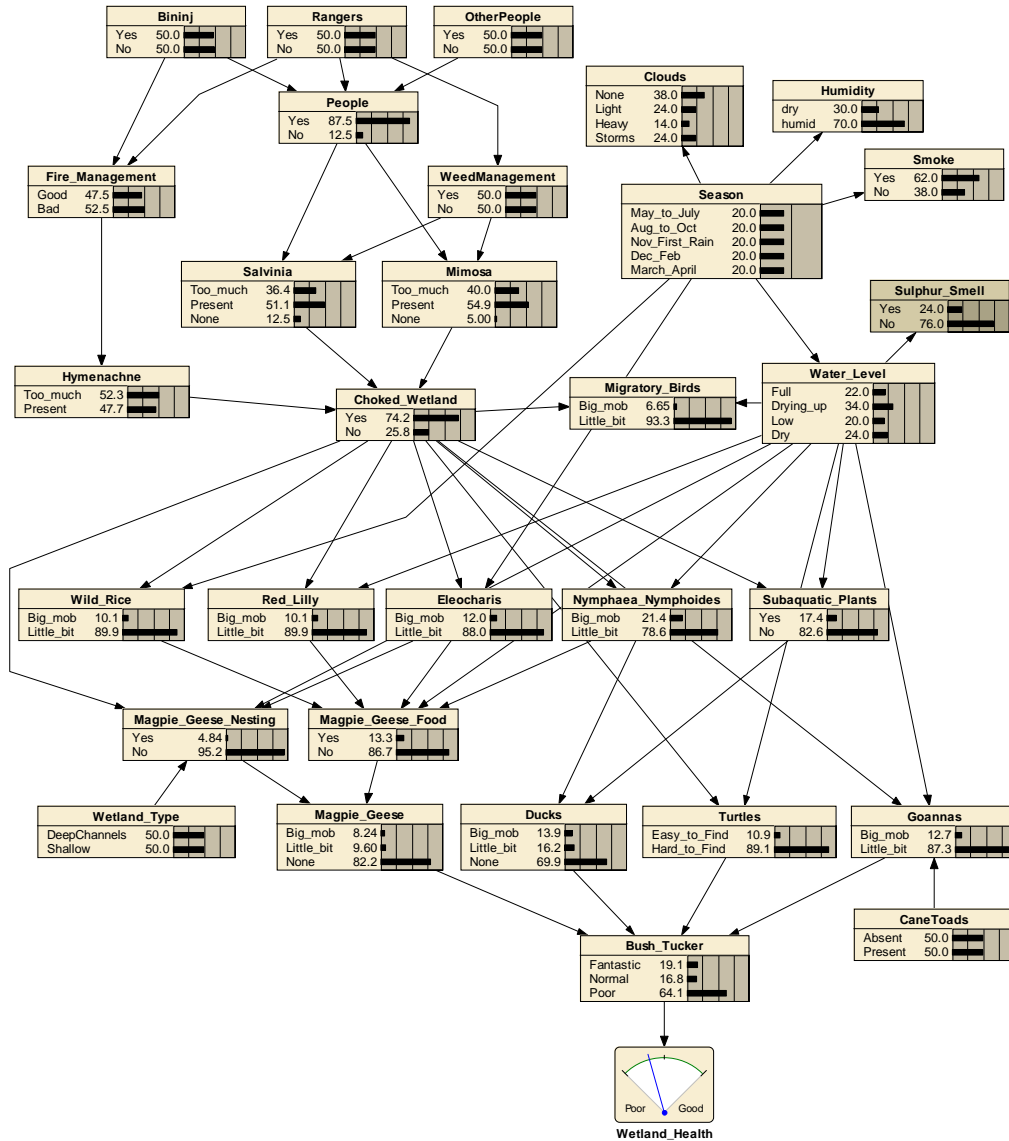 Bininj
Yes 50.0
No 50.0
Rangers
Yes 50.0
No 50.0
OtherPeople
Yes 50.0
No 50.0
People
Yes 87.5
No 12.5
Clouds
None 38.0
Light 24.0
Heavy 14.0
Storms 24.0
Humidity
dry 30.0
humid 70.0
Smoke
Yes 62.0
No 38.0
Fire_Management
Good 47.5
Bad 52.5
WeedManagement
Yes 50.0
No 50.0
Season
May_to_July 20.0
Aug_to_Oct 20.0
Nov_First_Rain 20.0
Dec_Feb 20.0
March_April 20.0
Salvinia
Too_much 36.4
Present 51.1
None 12.5
Mimosa
Too_much 40.0
Present 54.9
None 5.00
Sulphur_Smell
Yes 24.0
No 76.0
Hymenachne
Too_much 52.3
Present 47.7
Choked_Wetland
Yes 74.2
No 25.8
Migratory_Birds
Big_mob 6.65
Little_bit 93.3
Water_Level
Full 22.0
Drying_up 34.0
Low 20.0
Dry 24.0
Wild_Rice
Big_mob 10.1
Little_bit 89.9
Red_Lilly
Big_mob 10.1
Little_bit 89.9
Eleocharis
Big_mob 12.0
Little_bit 88.0
Nymphaea_Nymphoides
Big_mob 21.4
Little_bit 78.6
Subaquatic_Plants
Yes 17.4
No 82.6
Magpie_Geese_Nesting
Yes 4.84
No 95.2
Magpie_Geese_Food
Yes 13.3
No 86.7
Wetland_Type
DeepChannels 50.0
Shallow 50.0
Magpie_Geese
Big_mob 8.24
Little_bit 9.60
None 82.2
Ducks
Big_mob 13.9
Little_bit 16.2
None 69.9
Turtles
Easy_to_Find 10.9
Hard_to_Find 89.1
Goannas
Big_mob 12.7
Little_bit 87.3
CaneToads
Absent 50.0
Present 50.0
Bush_Tucker
Fantastic 19.1
Normal 16.8
Poor 64.1
Poor Good
Wetland_Health